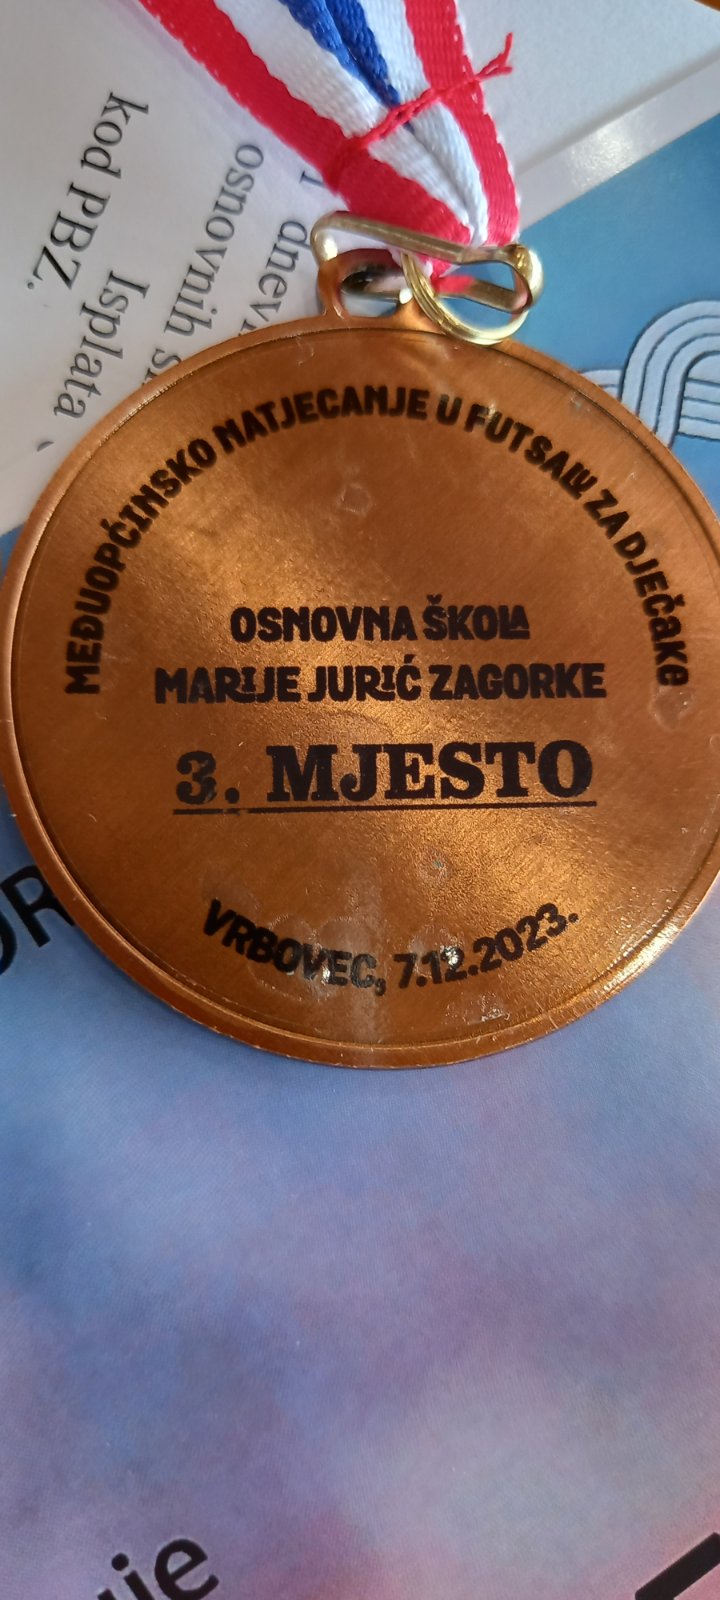 MEĐUOPĆINSKO NATJECANJE U FUTSALU ZA DJEČAKE
OSNOVNA ŠKOLA
MARIJE JURIĆ ZAGORKE
3. MJESTO
VRBOVEC, 7.12.2023.
osnovnih
kod PBZ.
Isplata